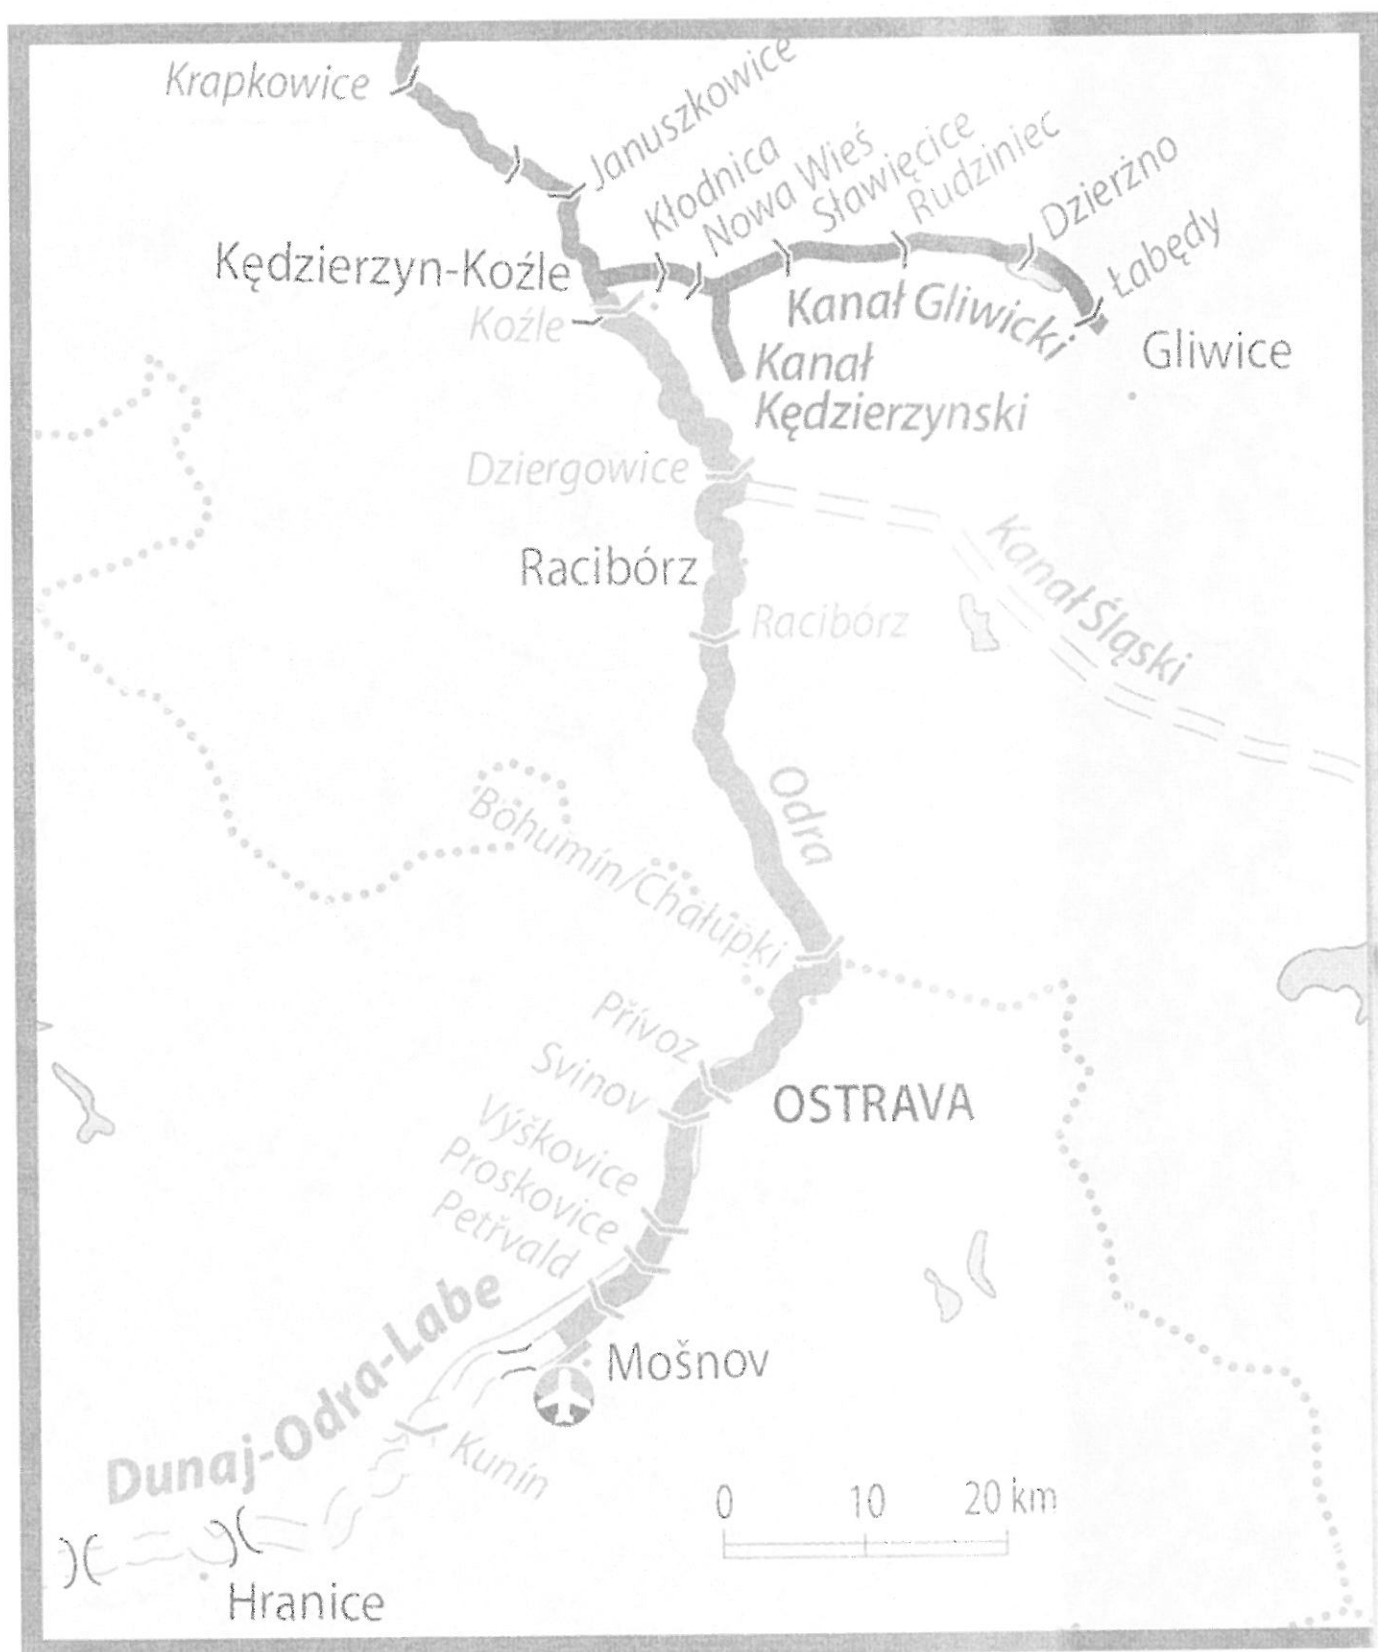 Krapkowice
Januszkowice
Kłodnica
Nowa Wieś
Sławięcice
Rudziniec
Dzierżno
Łabędy
Kędzierzyn-Koźle
Koźle
Kanał Gliwicki
Gliwice
Kanał
Kędzierzynski
Dziergowice
Kanał Śląski
Racibórz
Racibórz
Odra
Bohumín/Chałupki
Přívoz
Svinov
OSTRAVA
Výškovice
Proskovice
Petřvald
Dunaj-Odra-Labe
Mošnov
Kunín
0 10 20 km
Hranice